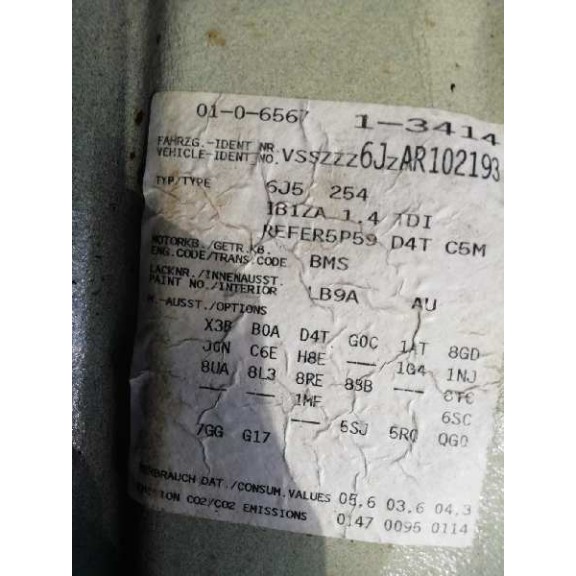 01-0-6567 1-3414
FAHRZG.-IDENT NR.
VEHICLE-IDENT NO. VSSZZZ6JZAR102193
TYP/TYPE 6J5 254
IBIZA 1.4 TDI
REFER5P59 D4T C5M
MOTORKB./GETR.KB.
ENG.CODE/TRANS.CODE BMS
LACKNR./INNENAUSST.
PAINT NO./INTERIOR LB9A AU
M.-AUSST./OPTIONS
X3B B0A D4T G0C 1AT 8GD
JGN C6E H8E — 1G4 1NJ
8UA 8L3 8RE —
— 1MF — 6SC
7GG G17 — 5SJ QG0
VERBRAUCH DAT./CONSUM.VALUES 05,6 03,6 04,3
EMISSION CO2/CO2 EMISSIONS 0147 0095 0114